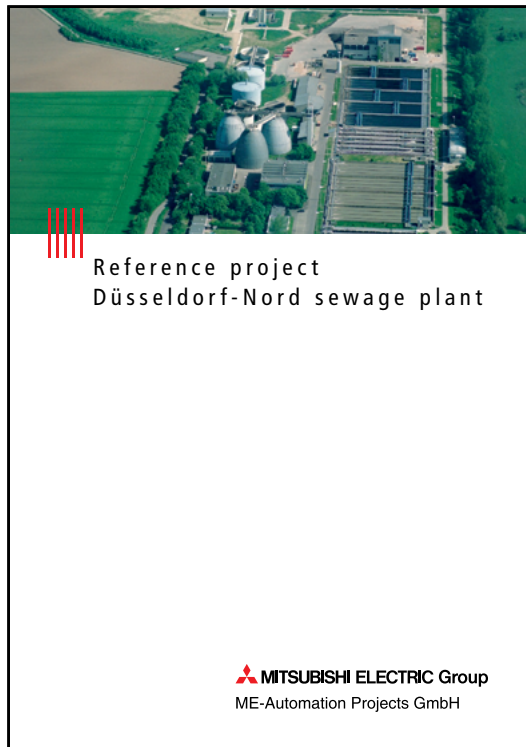 Reference project
Düsseldorf-Nord sewage plant
MITSUBISHI ELECTRIC Group
ME-Automation Projects GmbH